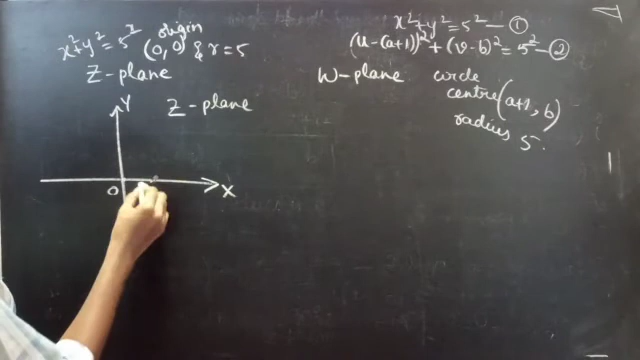 origin
x²+y² = 5² (0, 0) & r = 5
Z-plane
x²+y² = 5² — ①
(u-(a+1))²+(v-b)² = 5² — ②
W-plane circle
centre (a+1, b)
radius 5.
Y
Z-plane
O
X